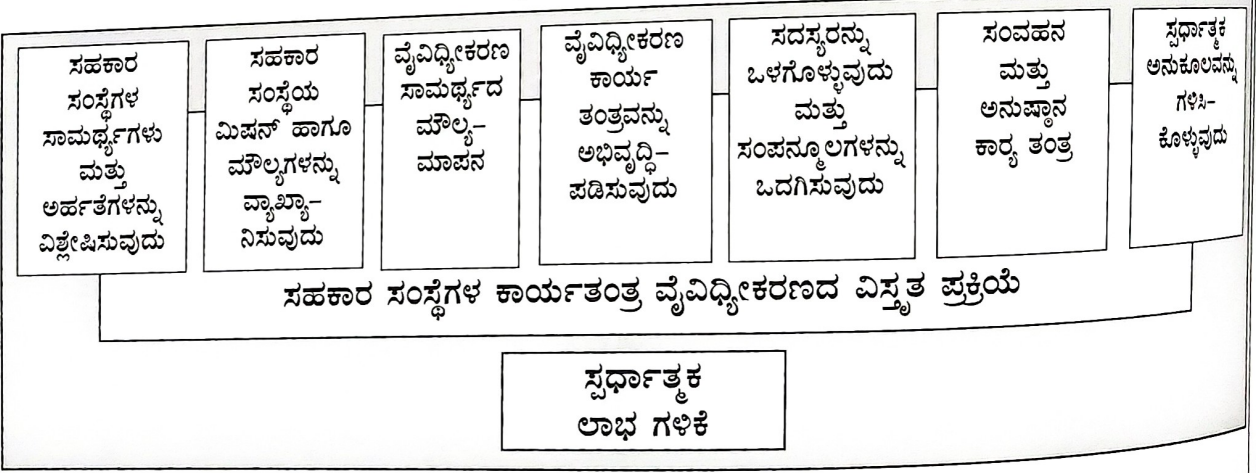 ಸಹಕಾರ
ಸಂಸ್ಥೆಗಳ
ಸಾಮರ್ಥ್ಯಗಳು
ಮತ್ತು
ಅರ್ಹತೆಗಳನ್ನು
ವಿಶ್ಲೇಷಿಸುವುದು
ಸಹಕಾರ
ಸಂಸ್ಥೆಯ
ಮಿಷನ್ ಹಾಗೂ
ಮೌಲ್ಯಗಳನ್ನು
ವ್ಯಾಖ್ಯಾ-
ನಿಸುವುದು
ವೈವಿಧ್ಯೀಕರಣ
ಸಾಮರ್ಥ್ಯದ
ಮೌಲ್ಯ-
ಮಾಪನ
ವೈವಿಧ್ಯೀಕರಣ
ಕಾರ್ಯ
ತಂತ್ರವನ್ನು
ಅಭಿವೃದ್ಧಿ-
ಪಡಿಸುವುದು
ಸದಸ್ಯರನ್ನು
ಒಳಗೊಳ್ಳುವುದು
ಮತ್ತು
ಸಂಪನ್ಮೂಲಗಳನ್ನು
ಒದಗಿಸುವುದು
ಸಂವಹನ
ಮತ್ತು
ಅನುಷ್ಠಾನ
ಕಾರ‍್ಯ ತಂತ್ರ
ಸ್ಪರ್ಧಾತ್ಮಕ
ಅನುಕೂಲವನ್ನು
ಗಳಿಸಿ-
ಕೊಳ್ಳುವುದು
ಸಹಕಾರ ಸಂಸ್ಥೆಗಳ ಕಾರ್ಯತಂತ್ರ ವೈವಿಧ್ಯೀಕರಣದ ವಿಸ್ತೃತ ಪ್ರಕ್ರಿಯೆ
ಸ್ಪರ್ಧಾತ್ಮಕ
ಲಾಭ ಗಳಿಕೆ